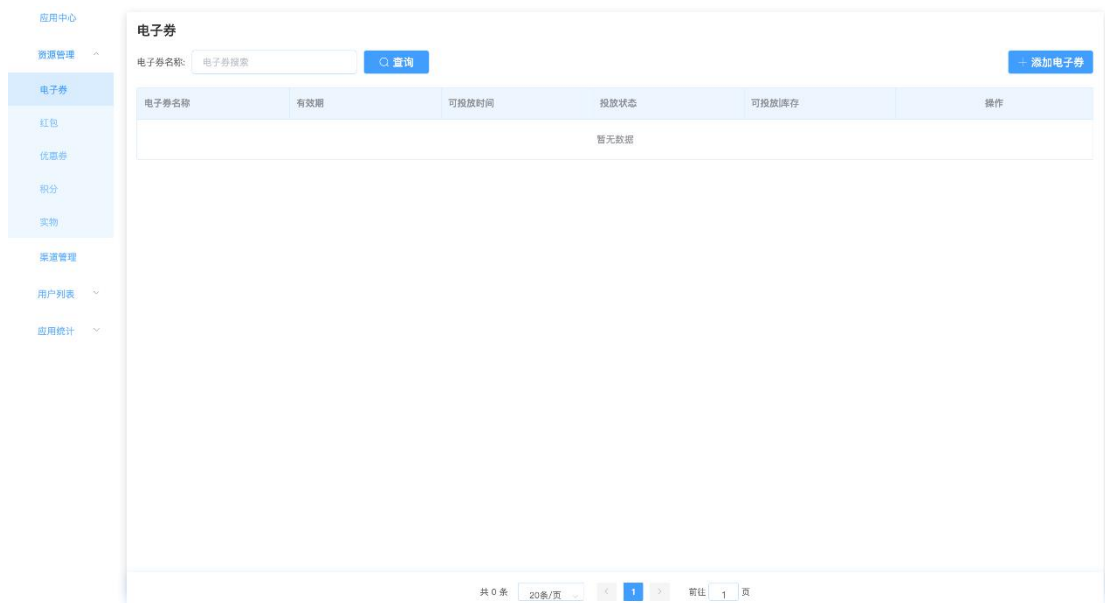 应用中心
资源管理
电子券
红包
优惠券
积分
实物
渠道管理
用户列表
应用统计
电子券
电子券名称: 电子券搜索 查询 + 添加电子券
电子券名称 有效期 可投放时间 投放状态 可投放库存 操作
暂无数据
共 0 条 20条/页 < 1 > 前往 1 页